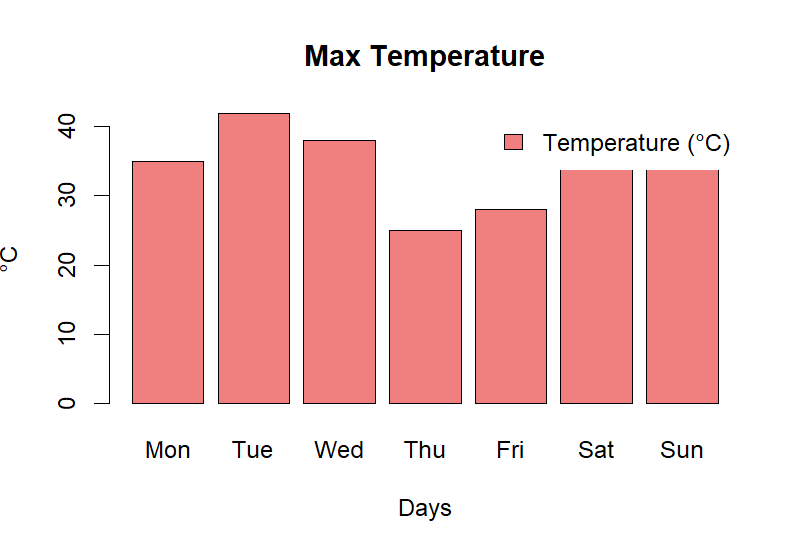 Max Temperature
Temperature (°C)
°C
40
30
20
10
0
Mon Tue Wed Thu Fri Sat Sun
Days